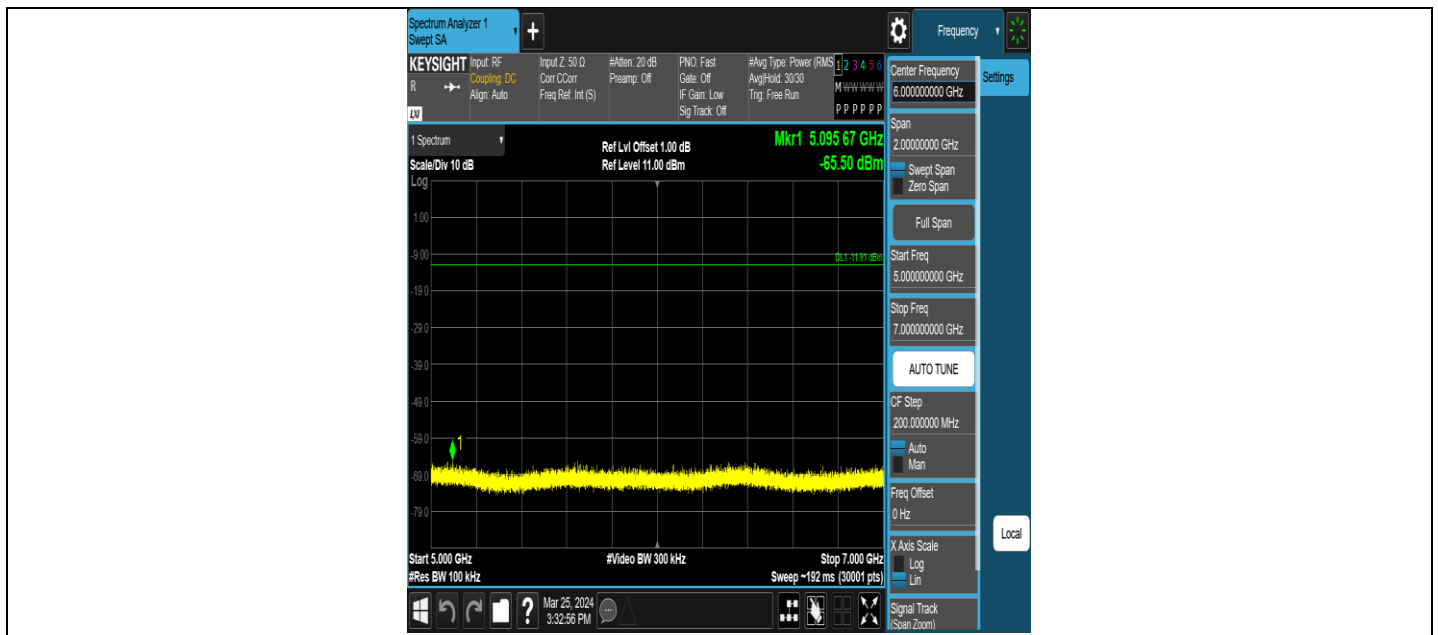 Spectrum Analyzer 1
Swept SA
+
Frequency
KEYSIGHT
R
LXI
Input: RF
Coupling: DC
Align: Auto
Input Z: 50 Ω
Corr CCorr
Freq Ref: Int (S)
#Atten: 20 dB
Preamp: Off
PNO: Fast
Gate: Off
IF Gain: Low
Sig Track: Off
#Avg Type: Power (RMS
Avg|Hold: 30/30
Trig: Free Run
1 2 3 4 5 6
M W W W W W
P P P P P P
1 Spectrum
Scale/Div 10 dB
Log
Ref Lvl Offset 1.00 dB
Ref Level 11.00 dBm
Mkr1 5.095 67 GHz
-65.50 dBm
1.00
-9.00
DL1 -11.91 dBm
-19.0
-29.0
-39.0
-49.0
-59.0
1
-69.0
-79.0
Start 5.000 GHz
#Video BW 300 kHz
Stop 7.000 GHz
#Res BW 100 kHz
Sweep ~192 ms (30001 pts)
Center Frequency
6.000000000 GHz
Settings
Span
2.00000000 GHz
Swept Span
Zero Span
Full Span
Start Freq
5.000000000 GHz
Stop Freq
7.000000000 GHz
AUTO TUNE
CF Step
200.000000 MHz
Auto
Man
Freq Offset
0 Hz
X Axis Scale
Log
Lin
Local
Signal Track
(Span Zoom)
?
Mar 25, 2024
3:32:56 PM